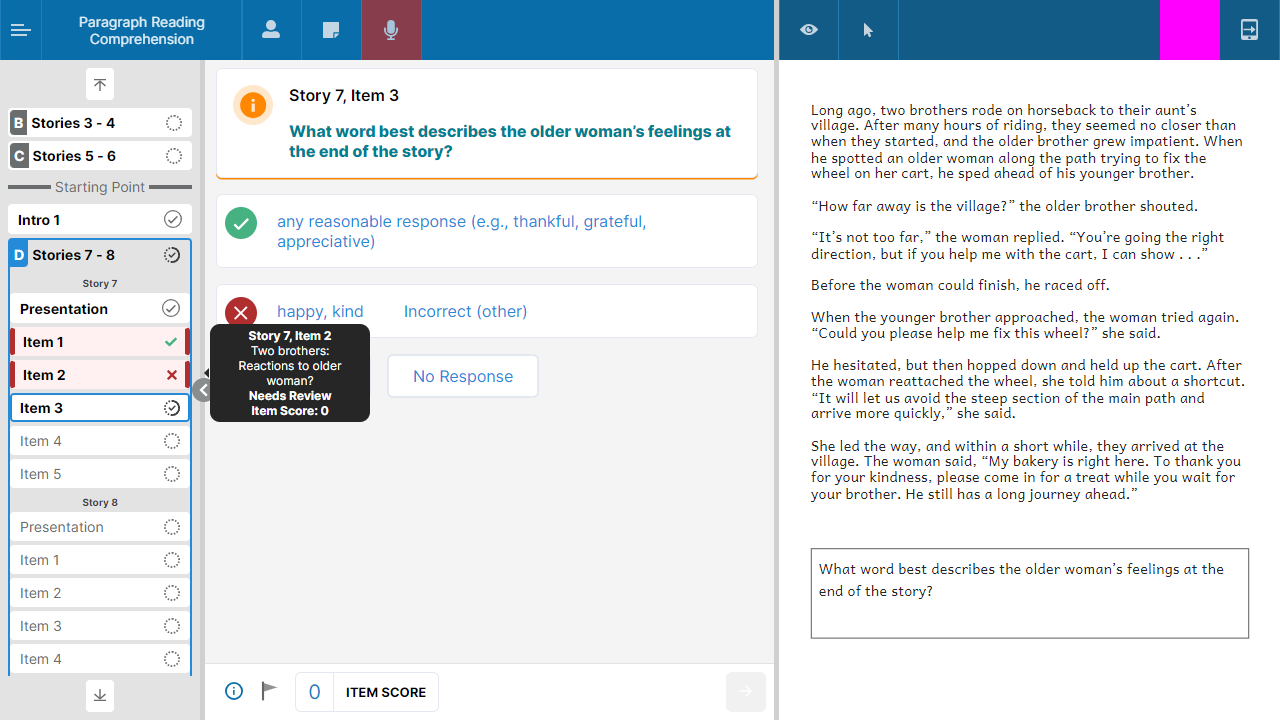 Paragraph Reading
Comprehension
B Stories 3 - 4
C Stories 5 - 6
Starting Point
Intro 1
D Stories 7 - 8
Story 7
Presentation
Item 1
Item 2
Item 3
Item 4
Item 5
Story 8
Presentation
Item 1
Item 2
Item 3
Item 4
Story 7, Item 3
What word best describes the older woman’s feelings at
the end of the story?
any reasonable response (e.g., thankful, grateful,
appreciative)
happy, kind Incorrect (other)
Story 7, Item 2
Two brothers:
Reactions to older
woman?
Needs Review
Item Score: 0
No Response
0 ITEM SCORE
Long ago, two brothers rode on horseback to their aunt’s
village. After many hours of riding, they seemed no closer than
when they started, and the older brother grew impatient. When
he spotted an older woman along the path trying to fix the
wheel on her cart, he sped ahead of his younger brother.
“How far away is the village?” the older brother shouted.
“It’s not too far,” the woman replied. “You’re going the right
direction, but if you help me with the cart, I can show . . .”
Before the woman could finish, he raced off.
When the younger brother approached, the woman tried again.
“Could you please help me fix this wheel?” she said.
He hesitated, but then hopped down and held up the cart. After
the woman reattached the wheel, she told him about a shortcut.
“It will let us avoid the steep section of the main path and
arrive more quickly,” she said.
She led the way, and within a short while, they arrived at the
village. The woman said, “My bakery is right here. To thank you
for your kindness, please come in for a treat while you wait for
your brother. He still has a long journey ahead.”
What word best describes the older woman’s feelings at the
end of the story?